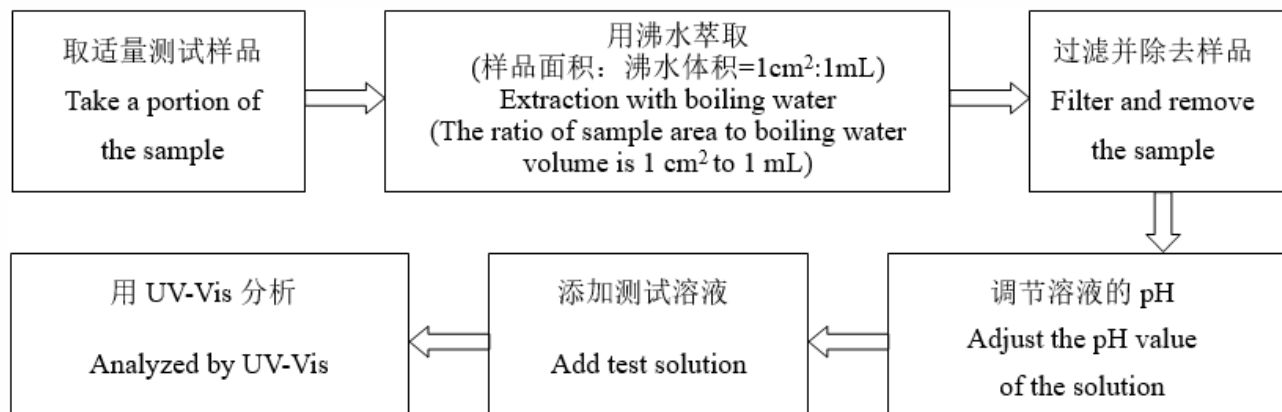 取适量测试样品
Take a portion of
the sample
用沸水萃取
(样品面积：沸水体积=1cm²:1mL)
Extraction with boiling water
(The ratio of sample area to boiling water
volume is 1 cm² to 1 mL)
过滤并除去样品
Filter and remove
the sample
调节溶液的 pH
Adjust the pH value
of the solution
添加测试溶液
Add test solution
用 UV-Vis 分析
Analyzed by UV-Vis